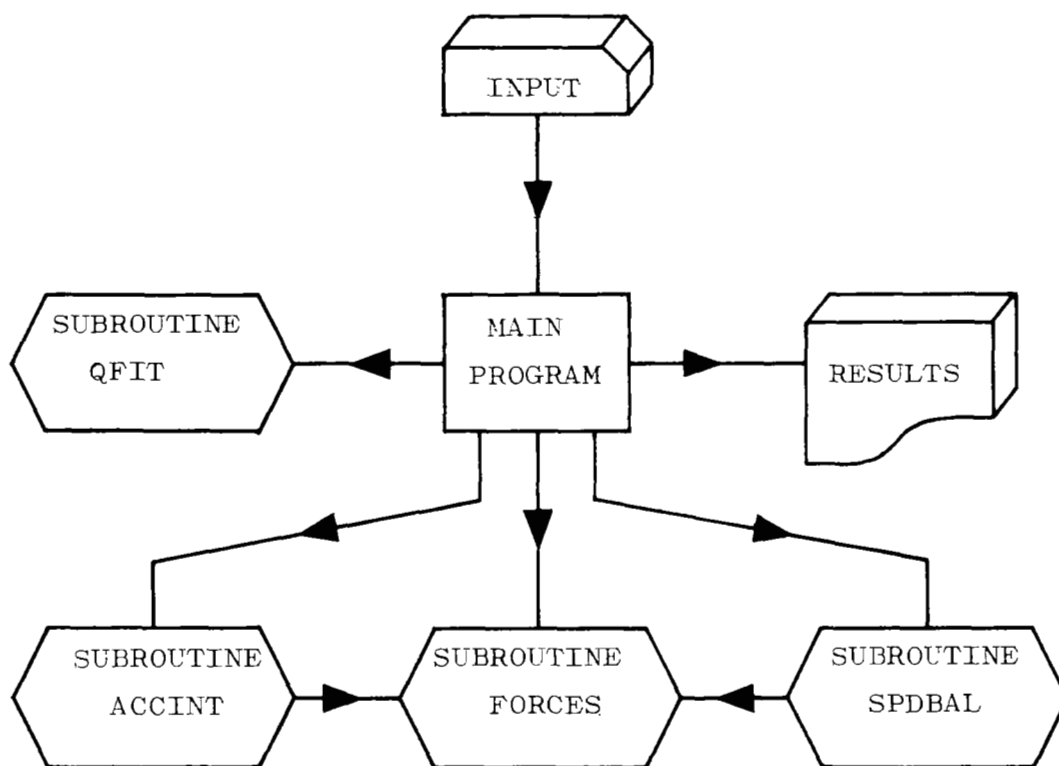 INPUT
SUBROUTINE
QFIT
MAIN
PROGRAM
RESULTS
SUBROUTINE
ACCINT
SUBROUTINE
FORCES
SUBROUTINE
SPDBAL